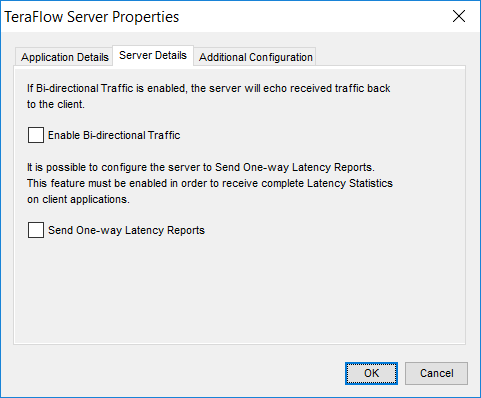 TeraFlow Server Properties
Application Details
Server Details
Additional Configuration
If Bi-directional Traffic is enabled, the server will echo received traffic back
to the client.
Enable Bi-directional Traffic
It is possible to configure the server to Send One-way Latency Reports.
This feature must be enabled in order to receive complete Latency Statistics
on client applications.
Send One-way Latency Reports
OK
Cancel